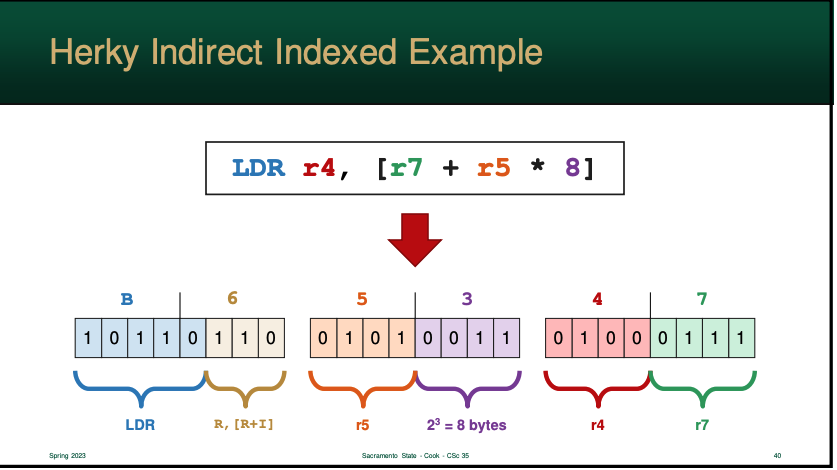 Herky Indirect Indexed Example
LDR r4, [r7 + r5 * 8]
B 6 5 3 4 7
1 0 1 1 0 1 1 0 0 1 0 1 0 0 1 1 0 1 0 0 0 1 1 1
LDR R,[R+I] r5 2³ = 8 bytes r4 r7
Spring 2023 Sacramento State - Cook - CSc 35 40